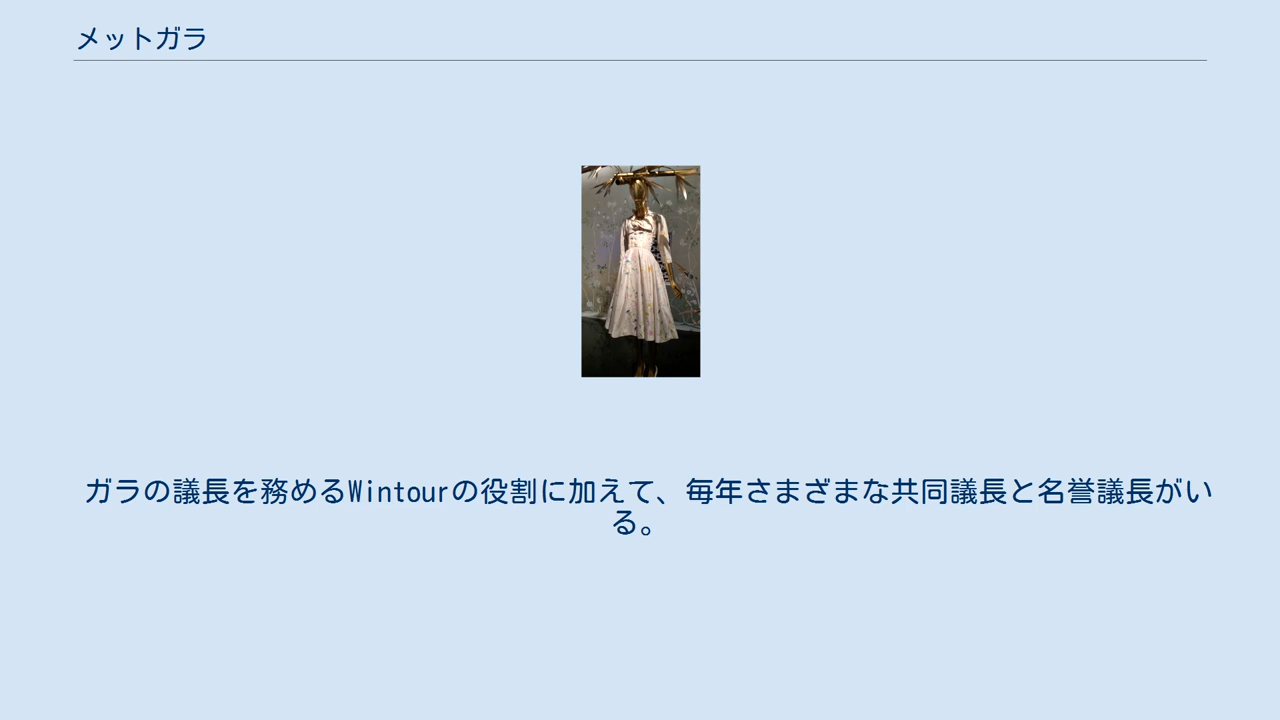 メットガラ
ガラの議長を務めるWintourの役割に加えて、毎年さまざまな共同議長と名誉議長がい
る。